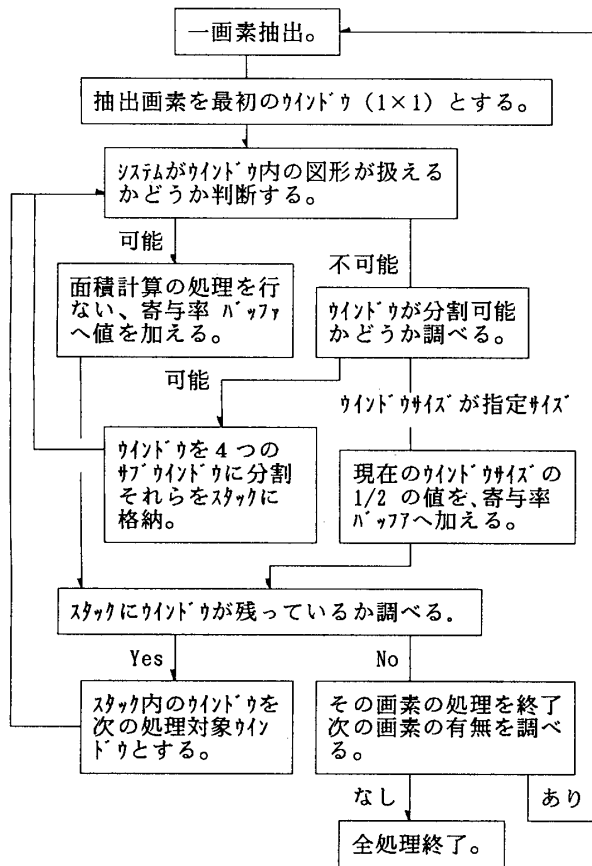 一画素抽出。
抽出画素を最初のｳｲﾝﾄﾞｳ（1×1）とする。
ｼｽﾃﾑがｳｲﾝﾄﾞｳ内の図形が扱える
かどうか判断する。
可能
不可能
面積計算の処理を行
ない、寄与率 ﾊﾞｯﾌｧ
へ値を加える。
ｳｲﾝﾄﾞｳが分割可能
かどうか調べる。
可能
ｳｲﾝﾄﾞｳｻｲｽﾞが指定ｻｲｽﾞ
ｳｲﾝﾄﾞｳを４つの
ｻﾌﾞｳｲﾝﾄﾞｳに分割
それらをｽﾀｯｸに
格納。
現在のｳｲﾝﾄﾞｳｻｲｽﾞの
1/2 の値を、寄与率
ﾊﾞｯﾌｱへ加える。
ｽﾀｯｸにｳｲﾝﾄﾞｳが残っているか調べる.
Yes
No
ｽﾀｯｸ内のｳｲﾝﾄﾞｳを
次の処理対象ｳｲﾝ
ﾄﾞｳとする。
その画素の処理を終了
次の画素の有無を調べ
る。
なし
あり
全処理終了。